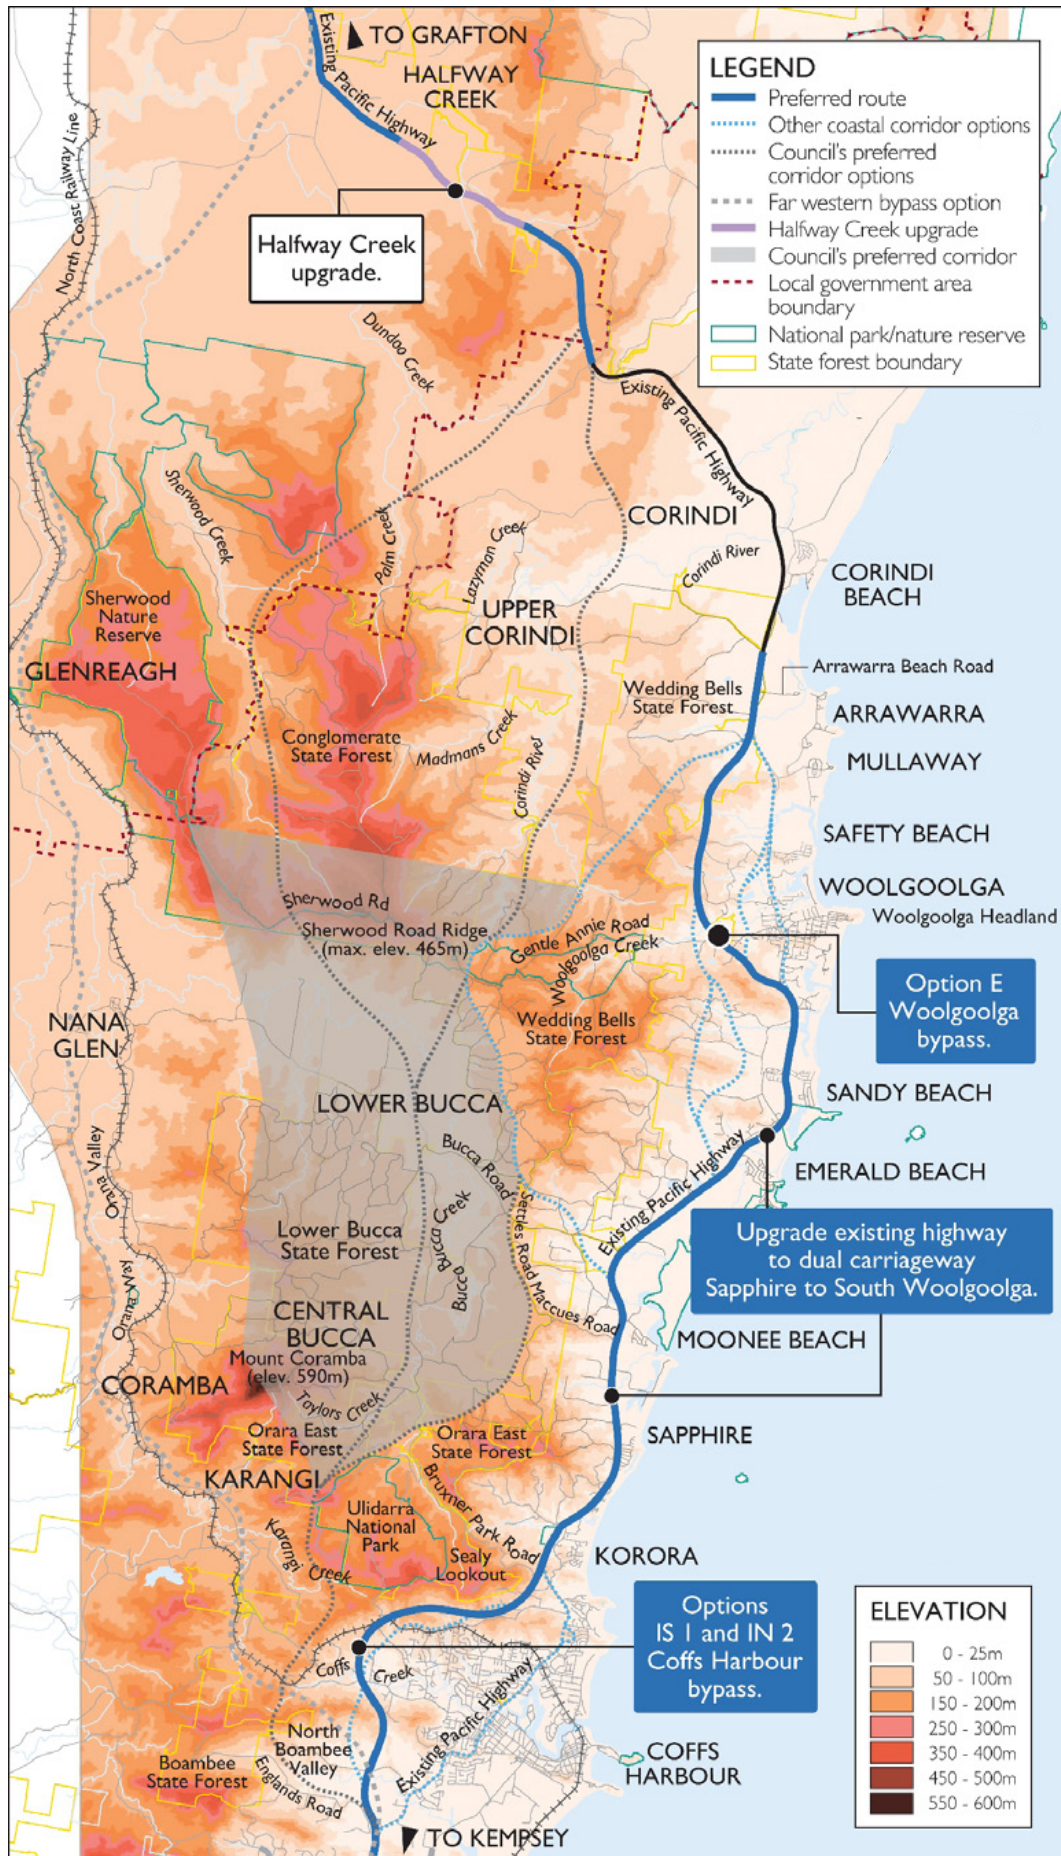 TO GRAFTON
HALFWAY
CREEK
Existing
Pacific Highway
North Coast Railway Line
LEGEND
Preferred route
Other coastal corridor options
Council's preferred
corridor options
Far western bypass option
Halfway Creek upgrade
Council's preferred corridor
Local government area
boundary
National park/nature reserve
State forest boundary
Halfway Creek
upgrade.
Dundoo Creek
Existing Pacific Highway
Sherwood Creek
Palm Creek
Lazyman Creek
CORINDI
Corindi River
CORINDI
BEACH
Sherwood
Nature
Reserve
UPPER
CORINDI
GLENREAGH
Arrawarra Beach Road
Wedding Bells
State Forest
ARRAWARRA
Conglomerate
State Forest
Madmans Creek
Corindi River
MULLAWAY
SAFETY BEACH
WOOLGOOLGA
Woolgoolga Headland
Sherwood Rd
Sherwood Road Ridge
(max. elev. 465m)
Gentle Annie Road
Woolgoolga Creek
Option E
Woolgoolga
bypass.
NANA
GLEN
Wedding Bells
State Forest
SANDY BEACH
LOWER BUCCA
Bucca Road
Orara Valley
EMERALD BEACH
Existing Pacific Highway
Settles Road
Maccues Road
Lower Bucca
State Forest
Bucca Bucca Creek
Upgrade existing highway
to dual carriageway
Sapphire to South Woolgoolga.
Orara Way
CENTRAL
BUCCA
MOONEE BEACH
Mount Coramba
(elev. 590m)
CORAMBA
Taylors Creek
Orara East
State Forest
Orara East
State Forest
SAPPHIRE
KARANGI
Bruxner Park Road
Ulidarra
National
Park
Karangi Creek
Sealy
Lookout
KORORA
Options
IS 1 and IN 2
Coffs Harbour
bypass.
ELEVATION
0 - 25m
50 - 100m
150 - 200m
250 - 300m
350 - 400m
450 - 500m
550 - 600m
Coffs Creek
Existing Pacific Highway
North
Boambee
Valley
Boambee
State Forest
Englands Road
COFFS
HARBOUR
TO KEMPSEY